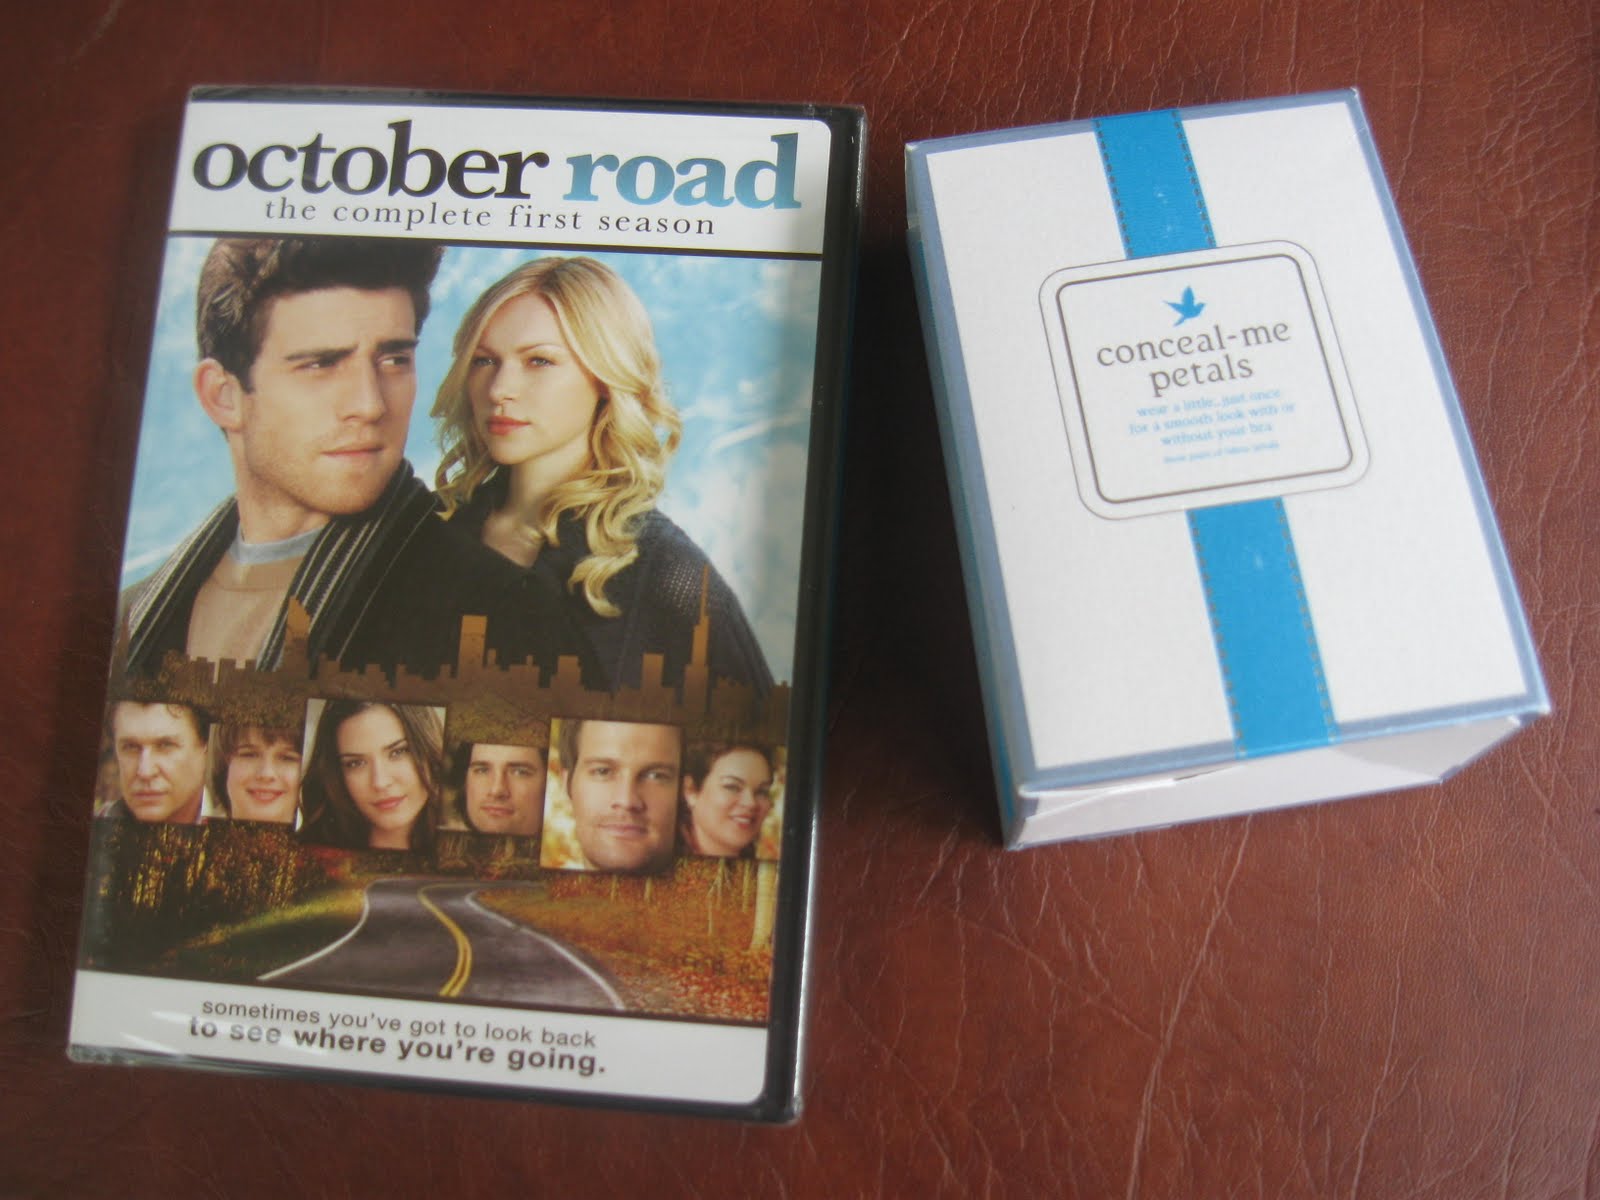 october road
the complete first season
sometimes you've got to look back
to see where you're going.
conceal-me
petals
wear a little...just once
for a smooth look with or
without your bra